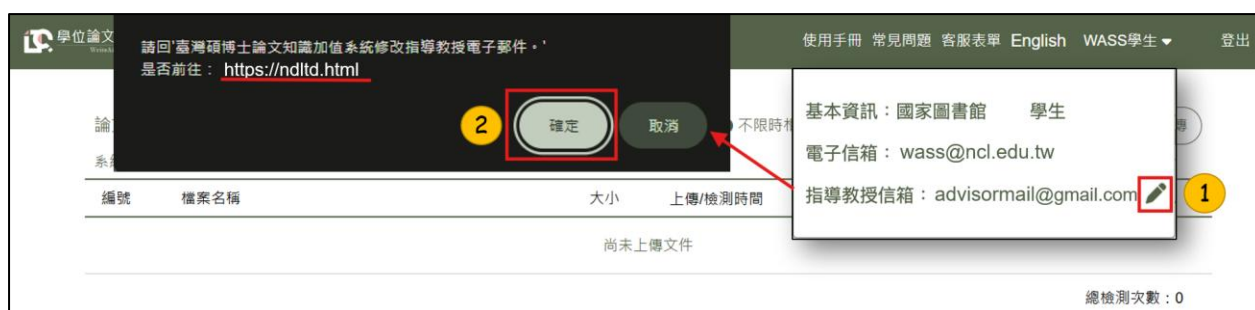 學位論文
請回'臺灣碩博士論文知識加值系統修改指導教授電子郵件。'
是否前往： https://ndltd.html
使用手冊 常見問題 客服表單 English WASS學生 登出
2 確定 取消
不限時
論
系
基本資訊：國家圖書館 學生
電子信箱： wass@ncl.edu.tw
指導教授信箱： advisormail@gmail.com 1
編號 檔案名稱 大小 上傳/檢測時間
尚未上傳文件
總檢測次數：0